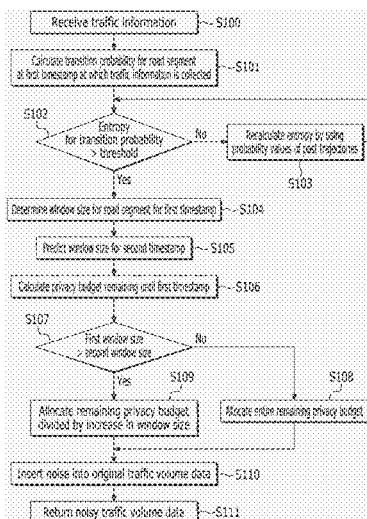 Receive traffic information
S100
Calculate transition probability for road segment
at first timestamp at which traffic information is collected
S101
S102
Entropy
for transition probability
> threshold
No
Recalculate entropy by using
probability values of past trajectories
S103
Yes
Determine window size for road segment for first timestamp
S104
Predict window size for second timestamp
S105
Calculate privacy budget remaining until first timestamp
S106
S107
First window size
> second window size
No
Yes
S109
S108
Allocate remaining privacy budget
divided by increase in window size
Allocate entire remaining privacy budget
Insert noise into original traffic volume data
S110
Return noisy traffic volume data
S111